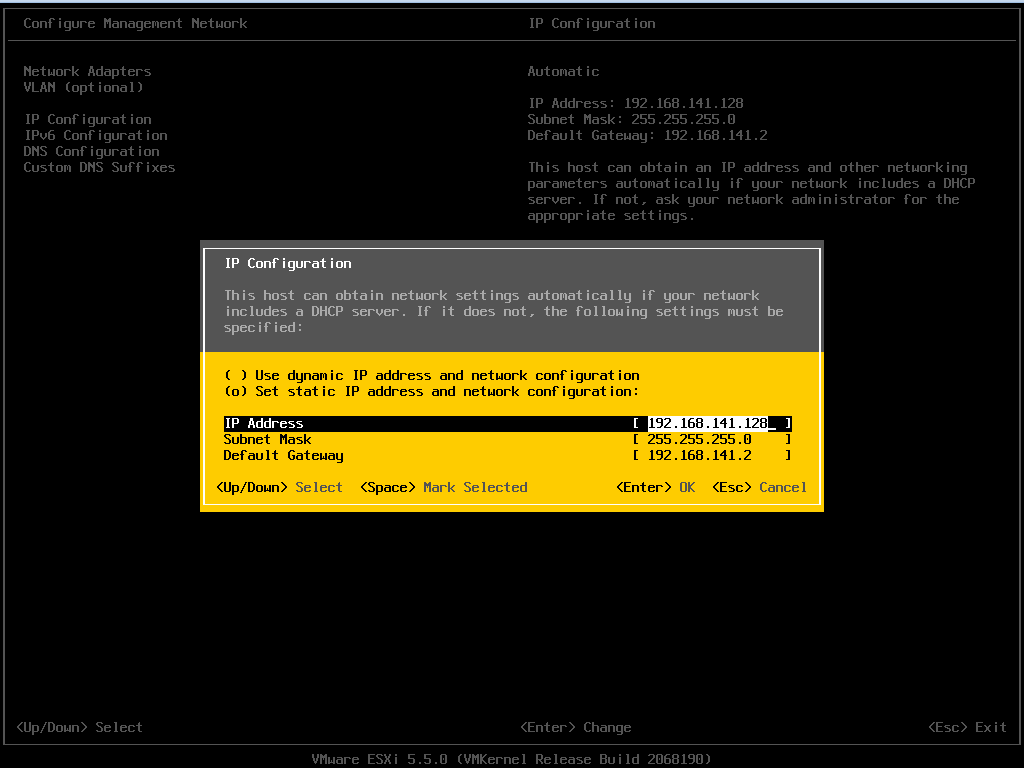 Configure Management Network
IP Configuration
Network Adapters
VLAN (optional)
IP Configuration
IPv6 Configuration
DNS Configuration
Custom DNS Suffixes
Automatic
IP Address: 192.168.141.128
Subnet Mask: 255.255.255.0
Default Gateway: 192.168.141.2
This host can obtain an IP address and other networking
parameters automatically if your network includes a DHCP
server. If not, ask your network administrator for the
appropriate settings.
IP Configuration
This host can obtain network settings automatically if your network
includes a DHCP server. If it does not, the following settings must be
specified:
( ) Use dynamic IP address and network configuration
(o) Set static IP address and network configuration:
IP Address [ 192.168.141.128_ ]
Subnet Mask [ 255.255.255.0 ]
Default Gateway [ 192.168.141.2 ]
<Up/Down> Select <Space> Mark Selected <Enter> OK <Esc> Cancel
<Up/Down> Select <Enter> Change <Esc> Exit
VMware ESXi 5.5.0 (VMKernel Release Build 2068190)